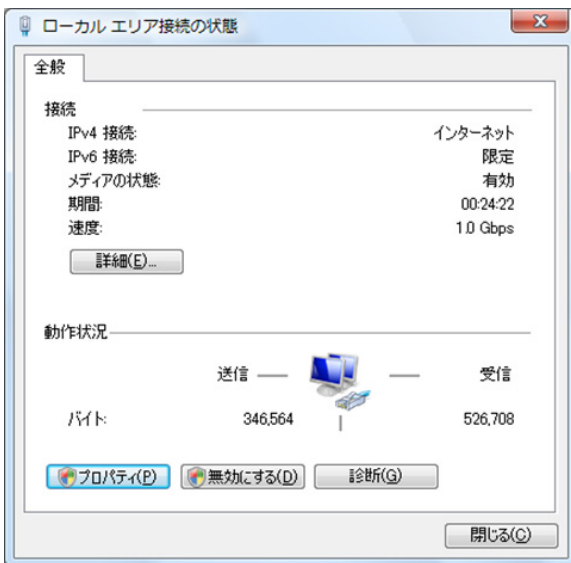 ローカル エリア接続の状態
全般
接続
IPv4 接続: インターネット
IPv6 接続: 限定
メディアの状態: 有効
期間: 00:24:22
速度: 1.0 Gbps
詳細(E)...
動作状況
送信 受信
バイト: 346,564 526,708
プロパティ(P) 無効にする(D) 診断(G)
閉じる(C)